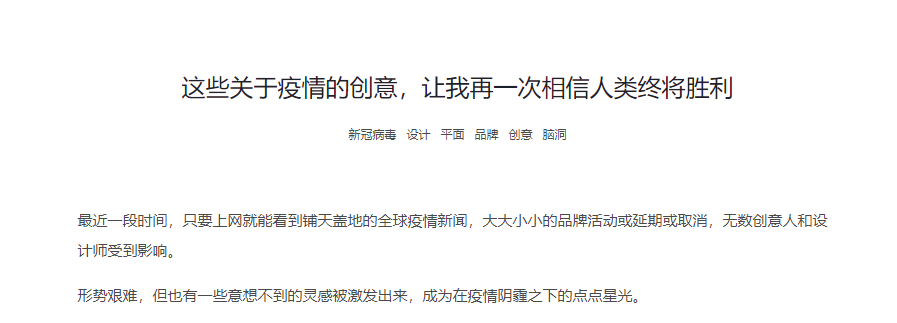 这些关于疫情的创意，让我再一次相信人类终将胜利
新冠病毒 设计 平面 品牌 创意 脑洞
最近一段时间，只要上网就能看到铺天盖地的全球疫情新闻，大大小小的品牌活动或延期或取消，无数创意人和设
计师受到影响。
形势艰难，但也有一些意想不到的灵感被激发出来，成为在疫情阴霾之下的点点星光。